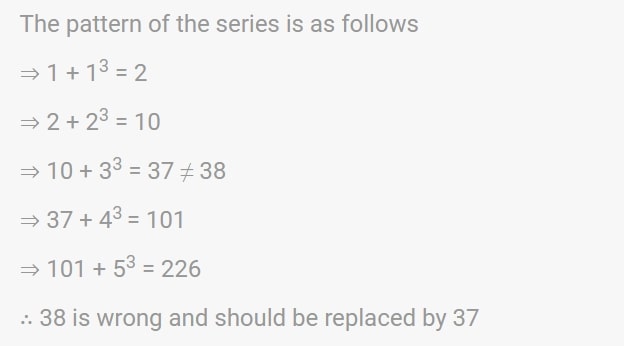 The pattern of the series is as follows
⇒ 1 + 1³ = 2
⇒ 2 + 2³ = 10
⇒ 10 + 3³ = 37 ≠ 38
⇒ 37 + 4³ = 101
⇒ 101 + 5³ = 226
∴ 38 is wrong and should be replaced by 37